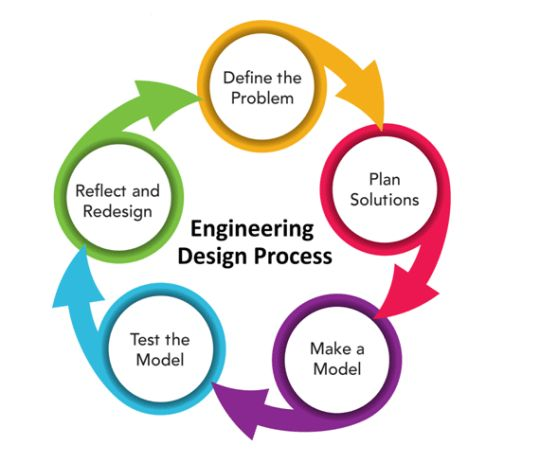 Define the
Problem
Plan
Solutions
Reflect and
Redesign
Engineering
Design Process
Test the
Model
Make a
Model